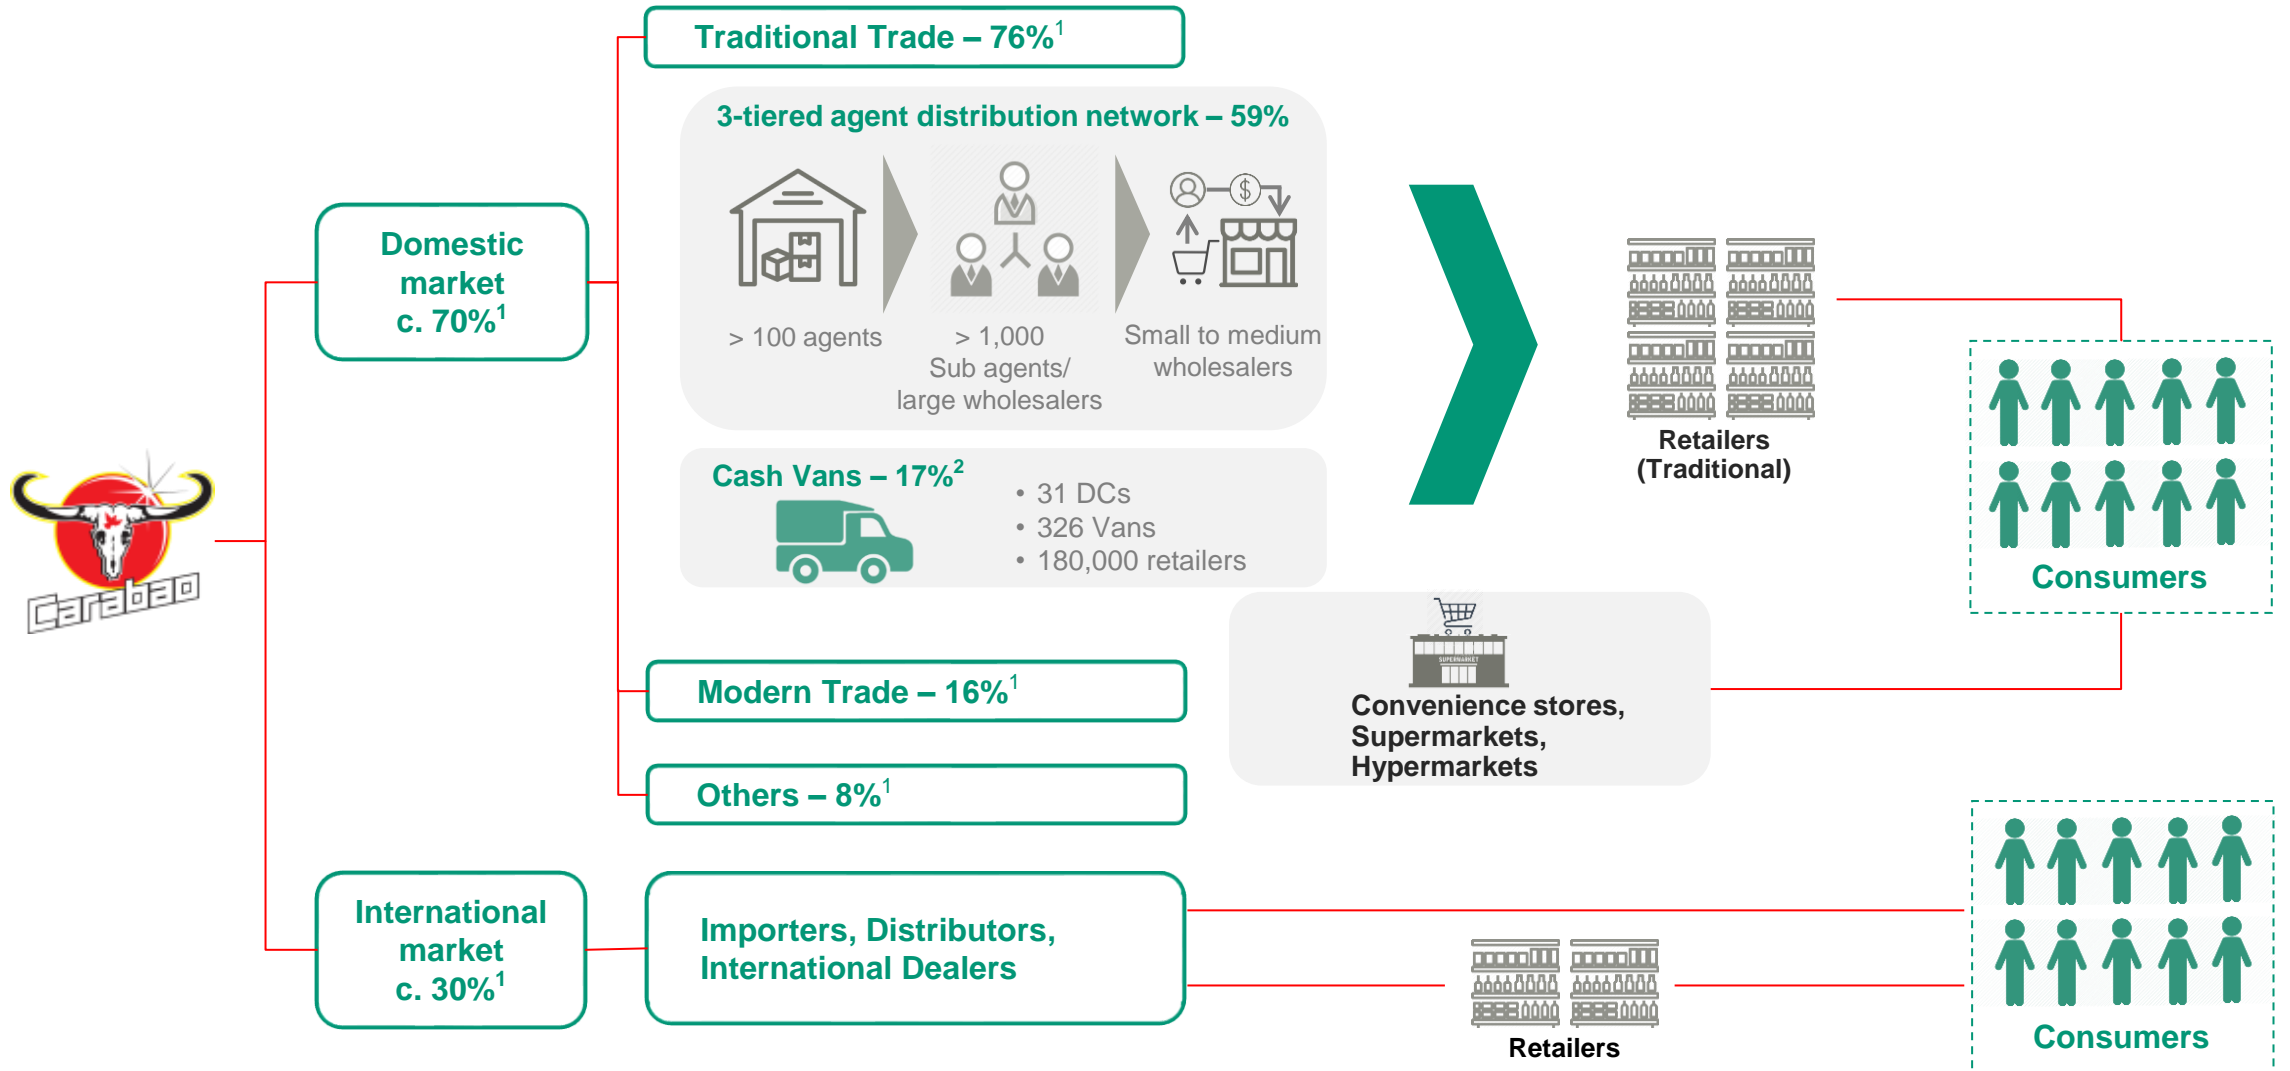 Traditional Trade – 76%¹
3-tiered agent distribution network – 59%
> 100 agents
> 1,000
Sub agents/
large wholesalers
Small to medium
wholesalers
Cash Vans – 17%²
• 31 DCs
• 326 Vans
• 180,000 retailers
Retailers
(Traditional)
Consumers
Domestic
market
c. 70%¹
Carabao
Modern Trade – 16%¹
SUPERMARKET
Convenience stores,
Supermarkets,
Hypermarkets
Others – 8%¹
International
market
c. 30%¹
Importers, Distributors,
International Dealers
Retailers
Consumers